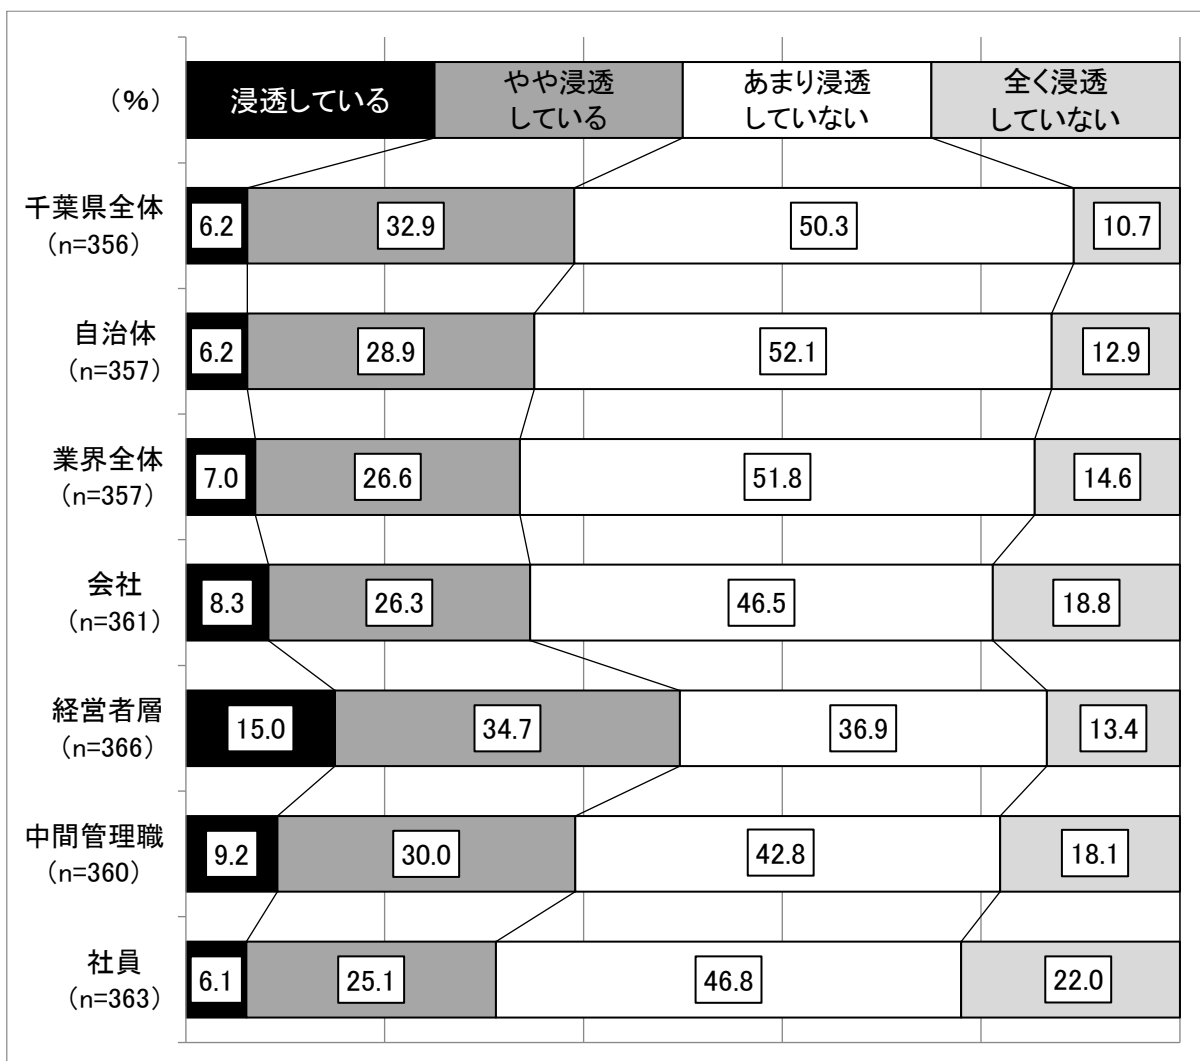 （%）
浸透している
やや浸透
している
あまり浸透
していない
全く浸透
していない
千葉県全体
（n=356）
6.2
32.9
50.3
10.7
自治体
（n=357）
6.2
28.9
52.1
12.9
業界全体
（n=357）
7.0
26.6
51.8
14.6
会社
（n=361）
8.3
26.3
46.5
18.8
経営者層
（n=366）
15.0
34.7
36.9
13.4
中間管理職
（n=360）
9.2
30.0
42.8
18.1
社員
（n=363）
6.1
25.1
46.8
22.0